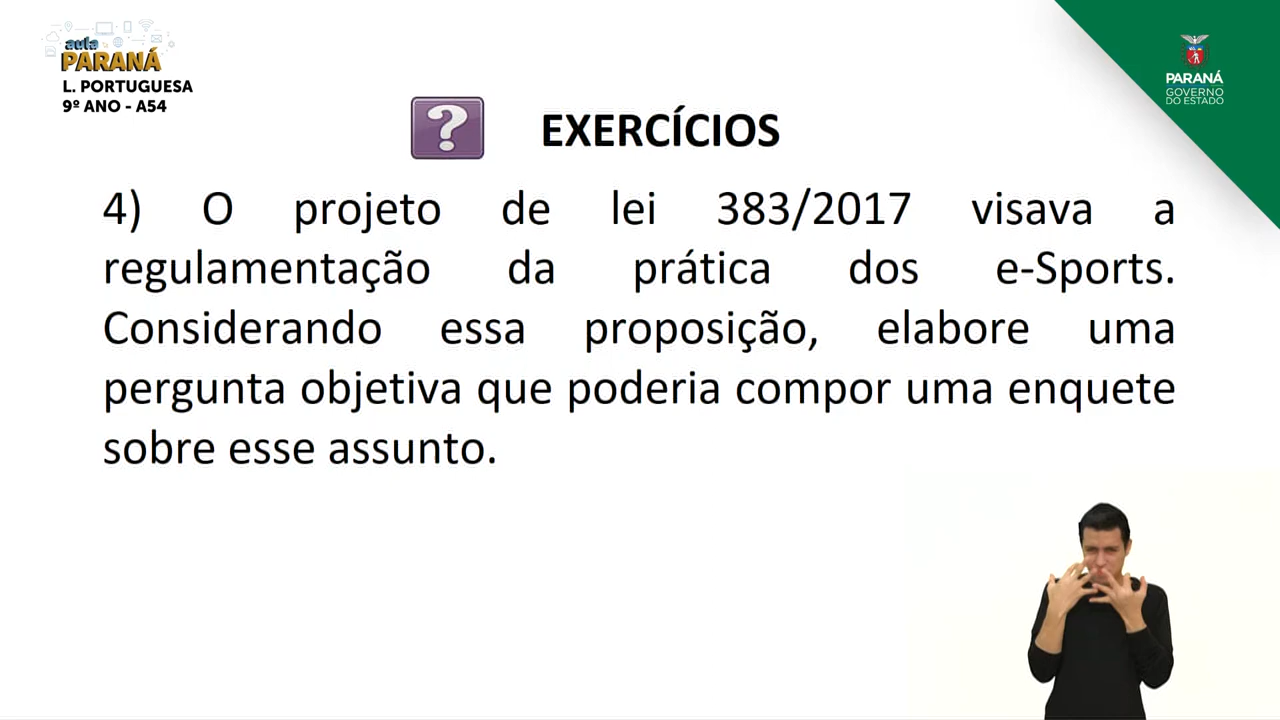 aula
PARANÁ
L. PORTUGUESA
9º ANO - A54
PARANÁ
GOVERNO
DO ESTADO
? EXERCÍCIOS
4) O projeto de lei 383/2017 visava a
regulamentação da prática dos e-Sports.
Considerando essa proposição, elabore uma
pergunta objetiva que poderia compor uma enquete
sobre esse assunto.